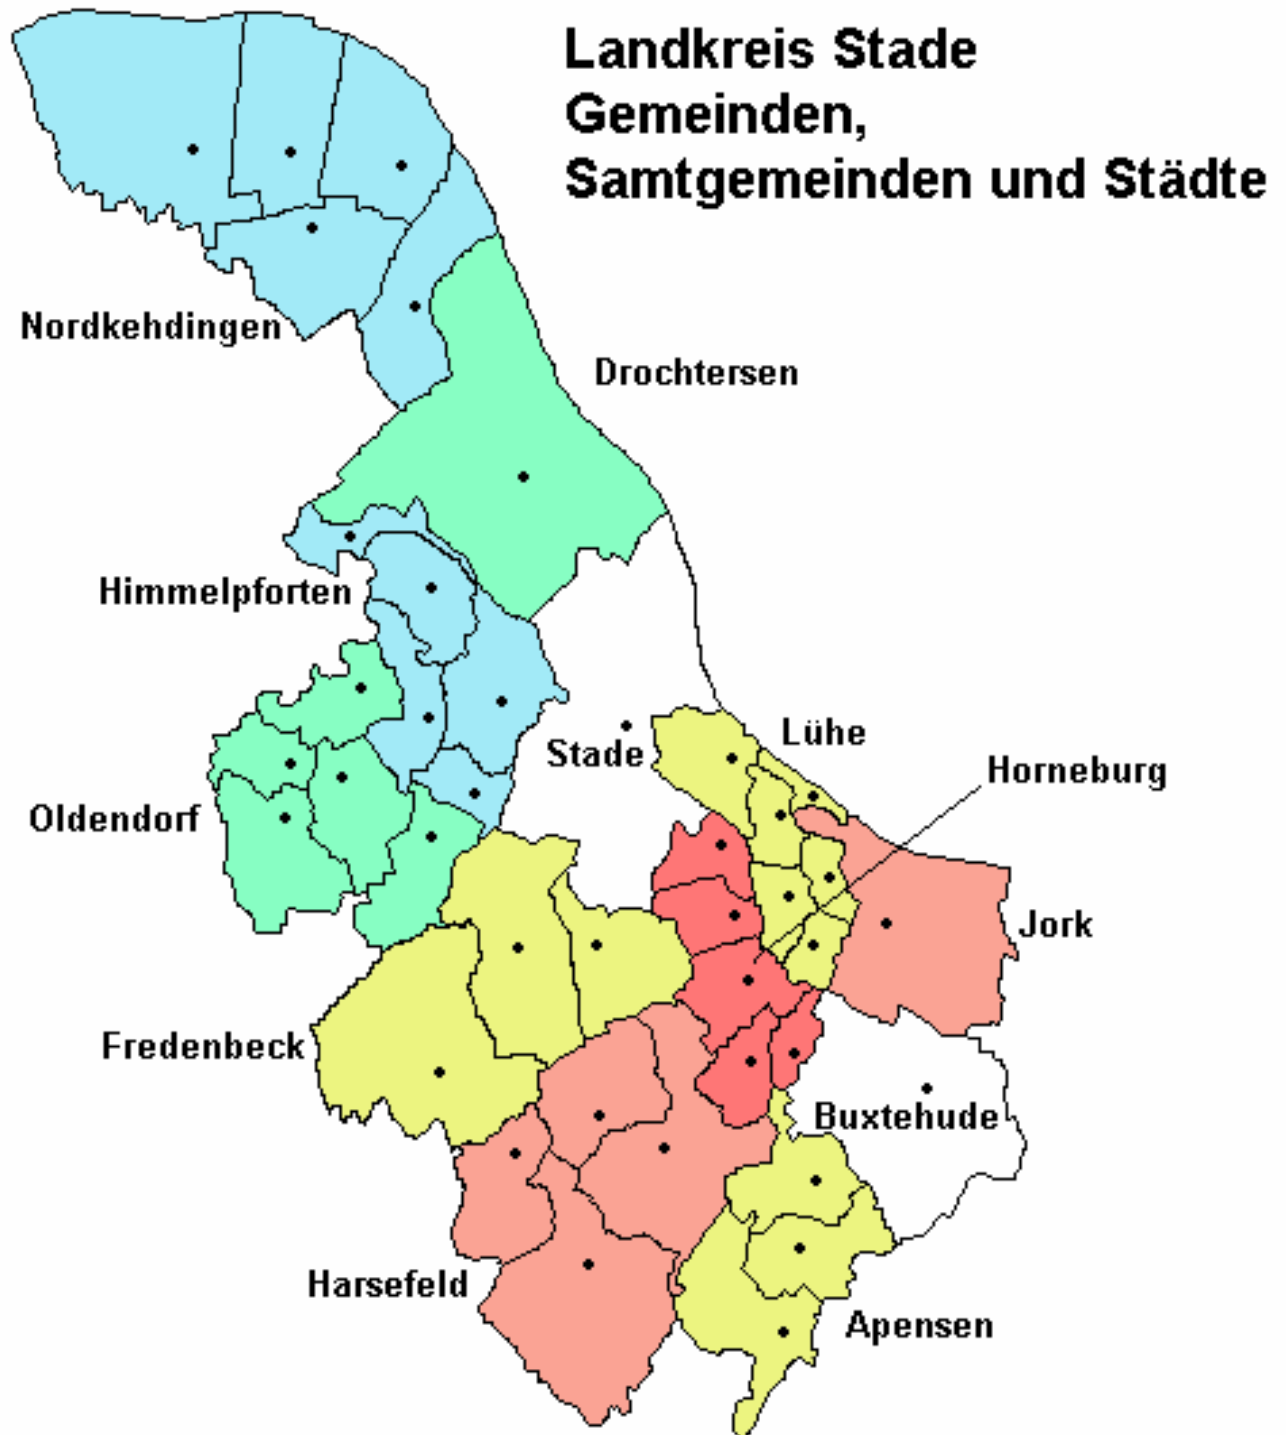 Landkreis Stade
Gemeinden,
Samtgemeinden und Städte
Nordkehdingen
Drochtersen
Himmelpforten
Lühe
Stade
Horneburg
Oldendorf
Jork
Fredenbeck
Buxtehude
Harsefeld
Apensen